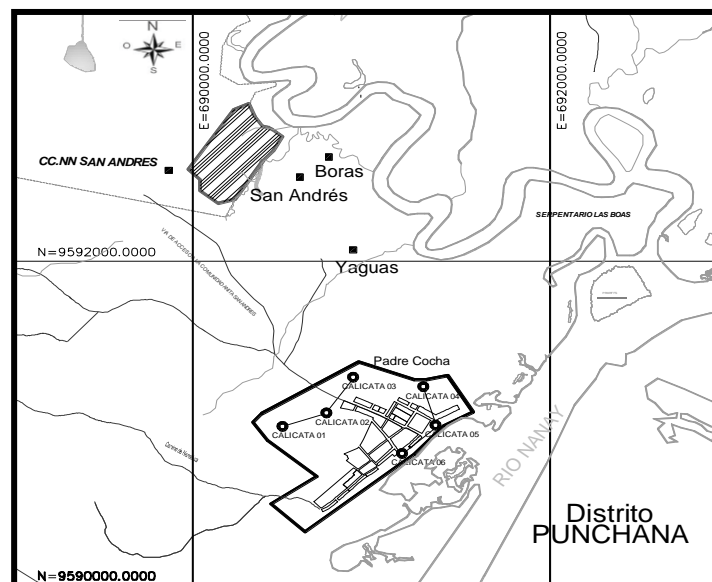 N
O E
S
E=690000.0000
E=692000.0000
CC.NN SAN ANDRES
Boras
San Andrés
SERPENTARIO LAS BOAS
N=9592000.0000
Yaguas
Padre Cocha
CALICATA 03
CALICATA 04
CALICATA 02
CALICATA 01
CALICATA 05
CALICATA 06
RIO NANAY
Distrito
PUNCHANA
N=9590000.0000